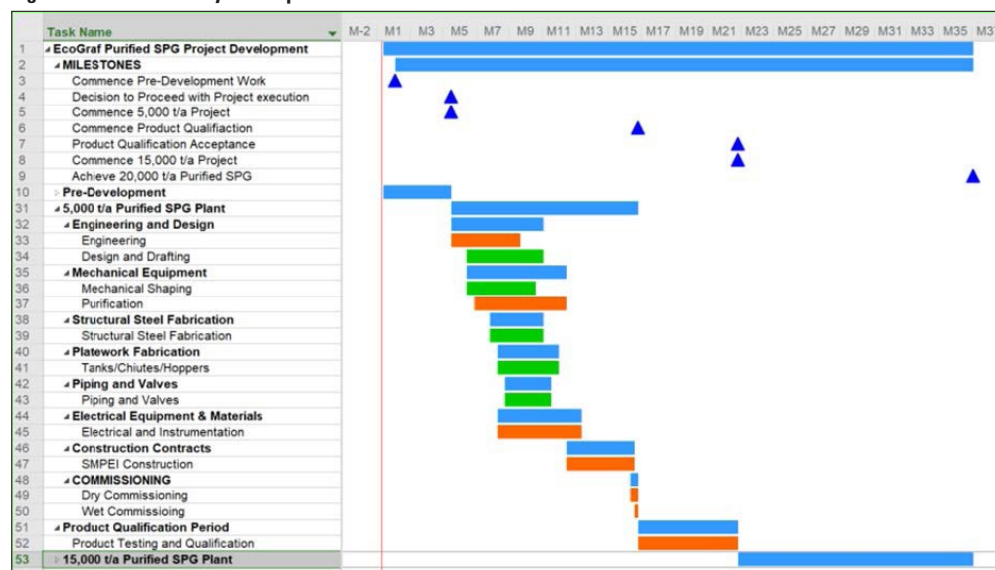 Task Name M-2 M1 M3 M5 M7 M9 M11 M13 M15 M17 M19 M21 M23 M25 M27 M29 M31 M33 M35
1 EcoGraf Purified SPG Project Development
2 MILESTONES
3 Commence Pre-Development Work
4 Decision to Proceed with Project execution
5 Commence 5,000 t/a Project
6 Commence Product Qualifiaction
7 Product Qualification Acceptance
8 Commence 15,000 t/a Project
9 Achieve 20,000 t/a Purified SPG
10 Pre-Development
31 5,000 t/a Purified SPG Plant
32 Engineering and Design
33 Engineering
34 Design and Drafting
35 Mechanical Equipment
36 Mechanical Shaping
37 Purification
38 Structural Steel Fabrication
39 Structural Steel Fabrication
40 Platework Fabrication
41 Tanks/Chiutes/Hoppers
42 Piping and Valves
43 Piping and Valves
44 Electrical Equipment & Materials
45 Electrical and Instrumentation
46 Construction Contracts
47 SMPEI Construction
48 COMMISSIONING
49 Dry Commissioning
50 Wet Commissioing
51 Product Qualification Period
52 Product Testing and Qualification
53 15,000 t/a Purified SPG Plant